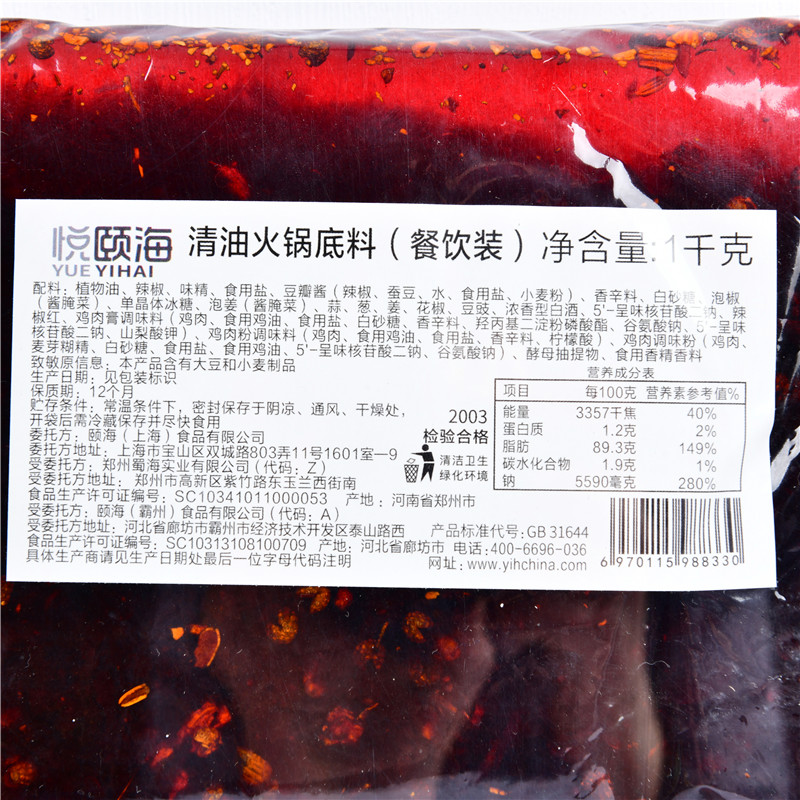 悦颐海
YUE YIHAI
清油火锅底料（餐饮装）净含量:1千克
配料：植物油、辣椒、味精、食用盐、豆瓣酱（辣椒、蚕豆、水、食用盐、小麦粉）、香辛料、白砂糖、泡椒
（酱腌菜）、单晶体冰糖、泡姜（酱腌菜）、蒜、葱、姜、花椒、豆豉、浓香型白酒、5'-呈味核苷酸二钠、辣
椒红、鸡肉膏调味料（鸡肉、食用鸡油、食用盐、白砂糖、香辛料、羟丙基二淀粉磷酸酯、谷氨酸钠、5'-呈味
核苷酸二钠、山梨酸钾）、鸡肉粉调味料（食用盐、鸡肉、食用鸡油、食用盐、香辛料、柠檬酸）、鸡肉调味粉（鸡肉、
麦芽糊精、白砂糖、食用盐、食用鸡油、5'-呈味核苷酸二钠、谷氨酸钠）、酵母抽提物、食用香精香料
致敏原信息：本产品含有大豆和小麦制品
生产日期：见包装标识
保质期：12个月
贮存条件：常温条件下，密封保存于阴凉、通风、干燥处，
开袋后需冷藏保存并尽快食用
委托方：颐海（上海）食品有限公司
委托方地址：上海市宝山区双城路803弄11号1601室－9
受委托方：郑州蜀海实业有限公司（代码：Z）
受委托方地址：郑州市高新区紫竹路东玉兰西街南
食品生产许可证编号：SC10341011000053 产地：河南省郑州市
受委托方：颐海（霸州）食品有限公司（代码：A）
受委托方地址：河北省廊坊市霸州市经济技术开发区泰山路西 产品标准代号：GB 31644
食品生产许可证编号：SC10313108100709 产地：河北省廊坊市 电话：400-6696-036
具体生产商请见生产日期处最后一位字母代码注明 网址：www.yihchina.com
2003
检验合格
清洁卫生
绿化环境
营养成分表
项目 每100克 营养素参考值%
能量 3357千焦 40%
蛋白质 1.2克 2%
脂肪 89.3克 149%
碳水化合物 1.9克 1%
钠 5590毫克 280%
6 970115 988330